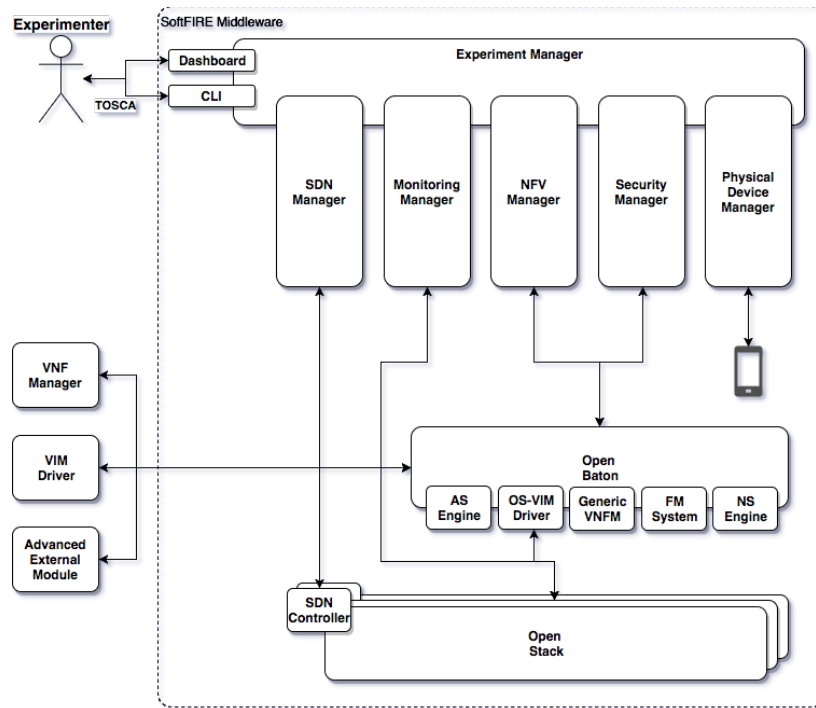 SoftFIRE Middleware
Experimenter
Dashboard
Experiment Manager
CLI
TOSCA
SDN
Manager
Monitoring
Manager
NFV
Manager
Security
Manager
Physical
Device
Manager
VNF
Manager
VIM
Driver
Advanced
External
Module
Open
Baton
AS
Engine
OS-VIM
Driver
Generic
VNFM
FM
System
NS
Engine
SDN
Controller
Open
Stack